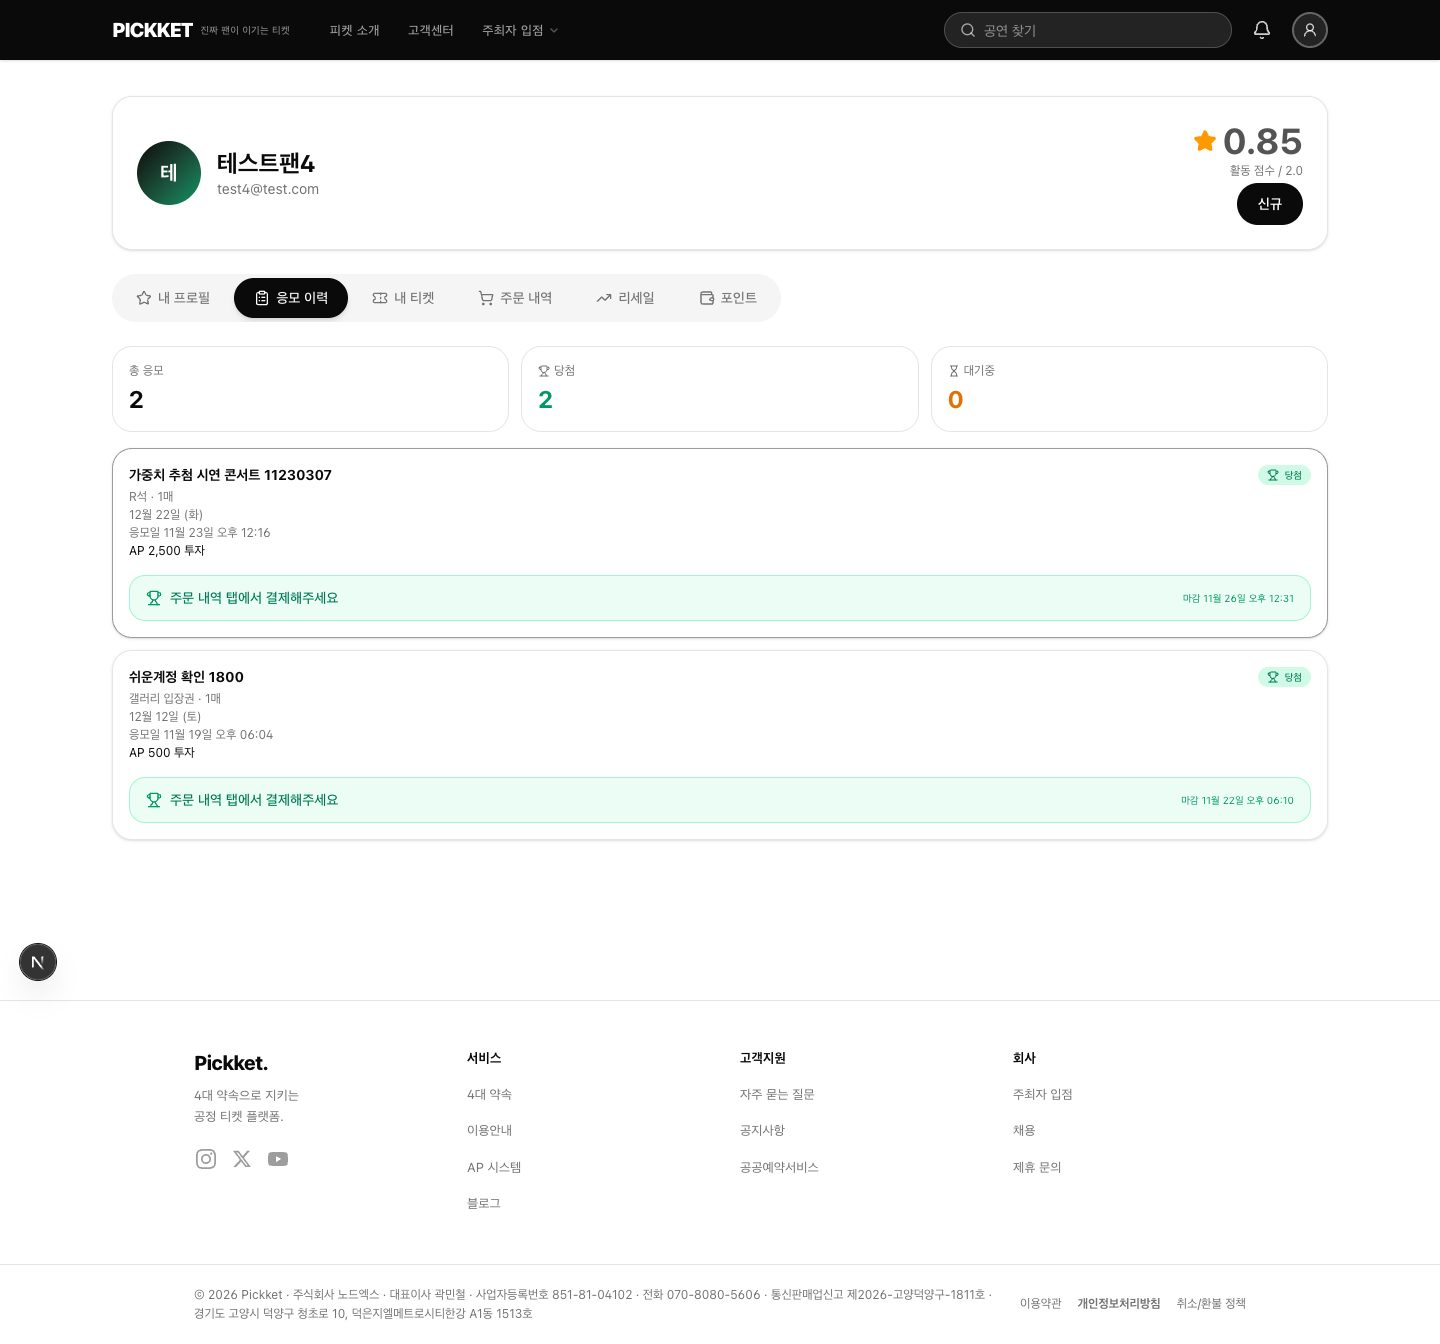 PICKKET 진짜 팬이 이기는 티켓 피켓 소개 고객센터 주최자 입점 공연 찾기
테
테스트팬4
test4@test.com
0.85
활동 점수 / 2.0
신규
내 프로필 응모 이력 내 티켓 주문 내역 리세일 포인트
총 응모
2
당첨
2
대기중
0
가중치 추첨 시연 콘서트 11230307
당첨
R석 · 1매
12월 22일 (화)
응모일 11월 23일 오후 12:16
AP 2,500 투자
주문 내역 탭에서 결제해주세요 마감 11월 26일 오후 12:31
쉬운계정 확인 1800
당첨
갤러리 입장권 · 1매
12월 12일 (토)
응모일 11월 19일 오후 06:04
AP 500 투자
주문 내역 탭에서 결제해주세요 마감 11월 22일 오후 06:10
N
Pickket.
4대 약속으로 지키는
공정 티켓 플랫폼.
서비스
4대 약속
이용안내
AP 시스템
블로그
고객지원
자주 묻는 질문
공지사항
공공예약서비스
회사
주최자 입점
채용
제휴 문의
© 2026 Pickket · 주식회사 노드엑스 · 대표이사 곽민철 · 사업자등록번호 851-81-04102 · 전화 070-8080-5606 · 통신판매업신고 제2026-고양덕양구-1811호 ·
경기도 고양시 덕양구 청초로 10, 덕은지엘메트로시티한강 A1동 1513호
이용약관 개인정보처리방침 취소/환불 정책